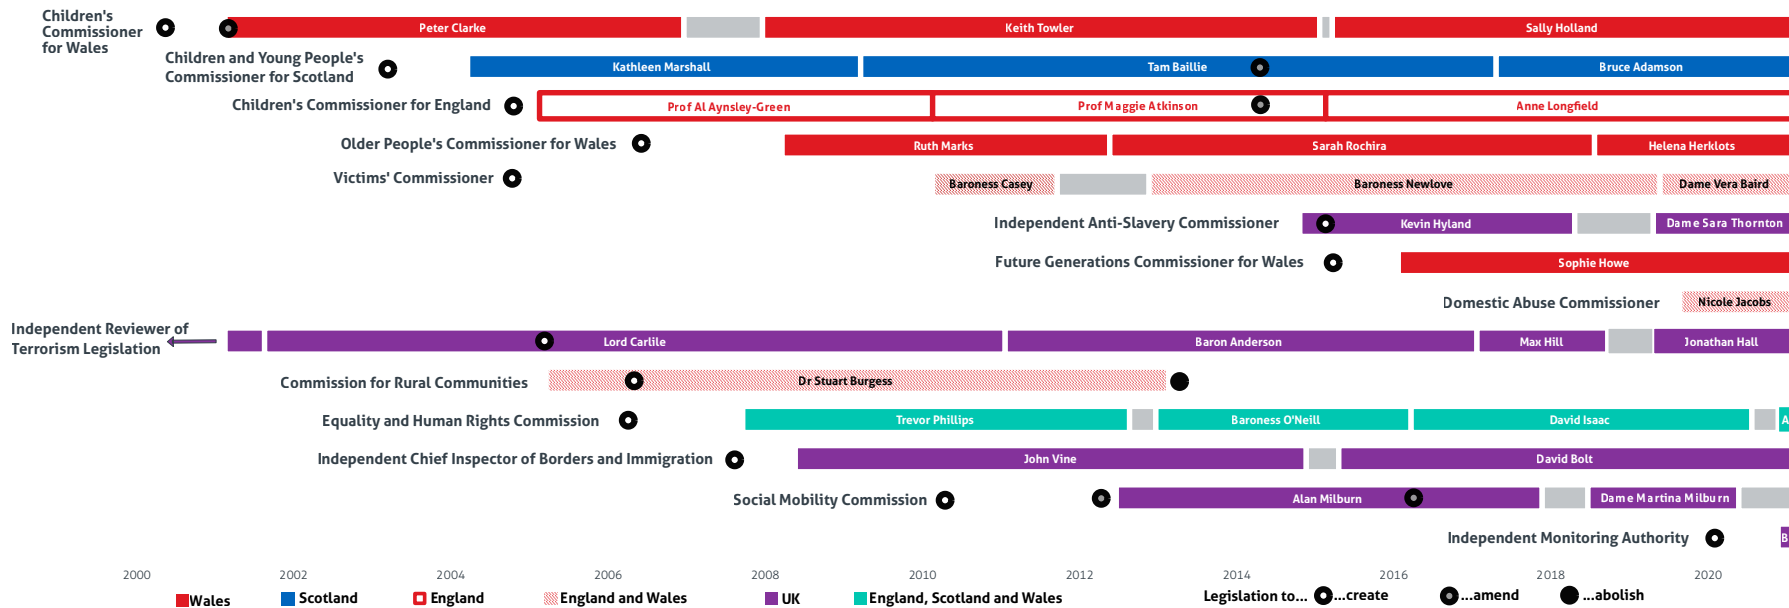 Children's
Commissioner
for Wales
Peter Clarke
Keith Towler
Sally Holland
Children and Young People's
Commissioner for Scotland
Kathleen Marshall
Tam Baillie
Bruce Adamson
Children's Commissioner for England
Prof Al Aynsley-Green
Prof Maggie Atkinson
Anne Longfield
Older People's Commissioner for Wales
Ruth Marks
Sarah Rochira
Helena Herklots
Victims' Commissioner
Baroness Casey
Baroness Newlove
Dame Vera Baird
Independent Anti-Slavery Commissioner
Kevin Hyland
Dame Sara Thornton
Future Generations Commissioner for Wales
Sophie Howe
Domestic Abuse Commissioner
Nicole Jacobs
Independent Reviewer of
Terrorism Legislation
Lord Carlile
Baron Anderson
Max Hill
Jonathan Hall
Commission for Rural Communities
Dr Stuart Burgess
Equality and Human Rights Commission
Trevor Phillips
Baroness O'Neill
David Isaac
A
Independent Chief Inspector of Borders and Immigration
John Vine
David Bolt
Social Mobility Commission
Alan Milburn
Dame Martina Milburn
Independent Monitoring Authority
B
2000 2002 2004 2006 2008 2010 2012 2014 2016 2018 2020
Wales Scotland England England and Wales UK England, Scotland and Wales Legislation to... ...create ...amend ...abolish